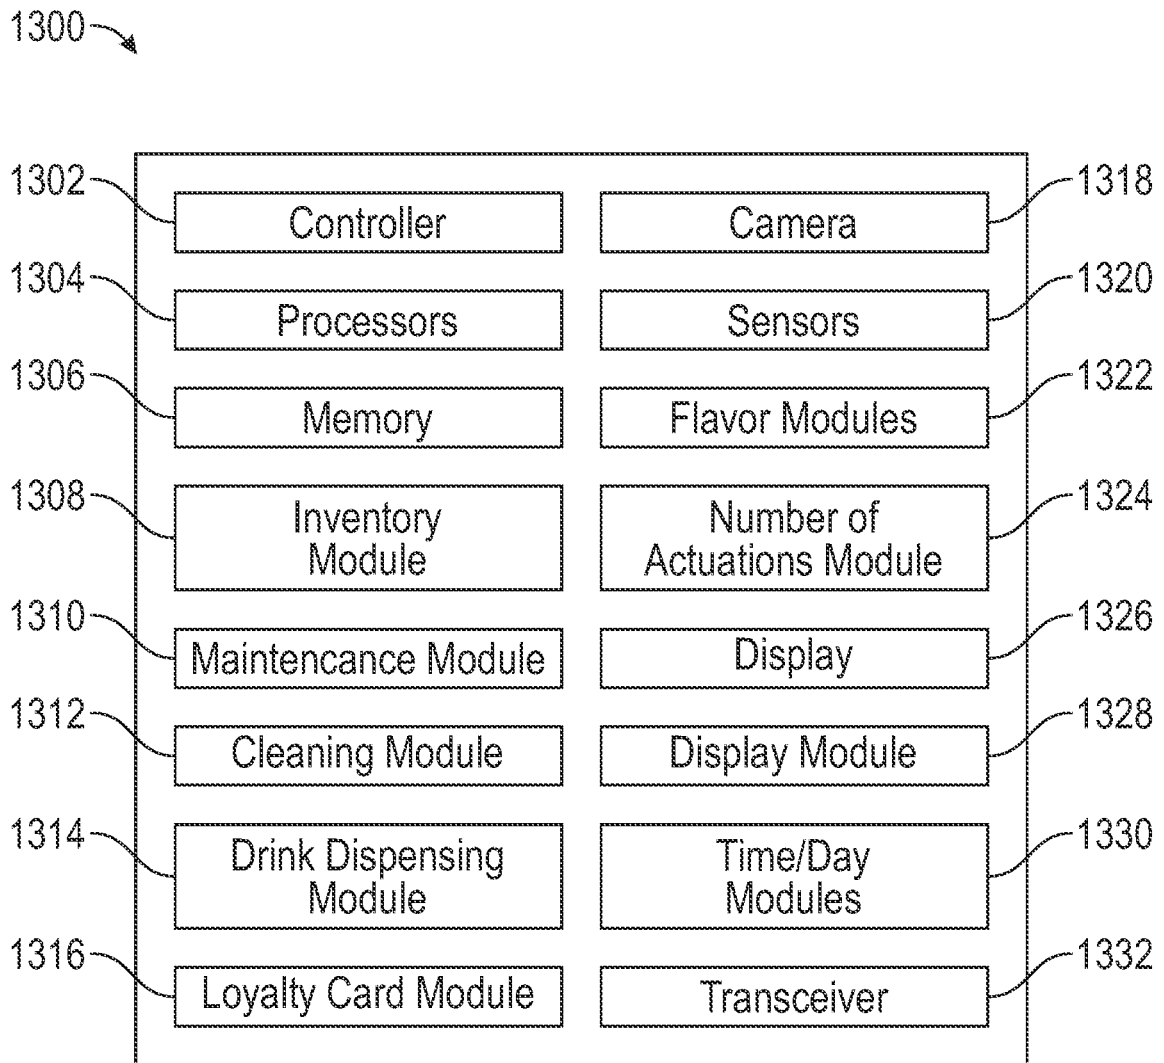 1300
1302 Controller Camera 1318
1304 Processors Sensors 1320
1306 Memory Flavor Modules 1322
1308 Inventory Module Number of Actuations Module 1324
1310 Maintencance Module Display 1326
1312 Cleaning Module Display Module 1328
1314 Drink Dispensing Module Time/Day Modules 1330
1316 Loyalty Card Module Transceiver 1332